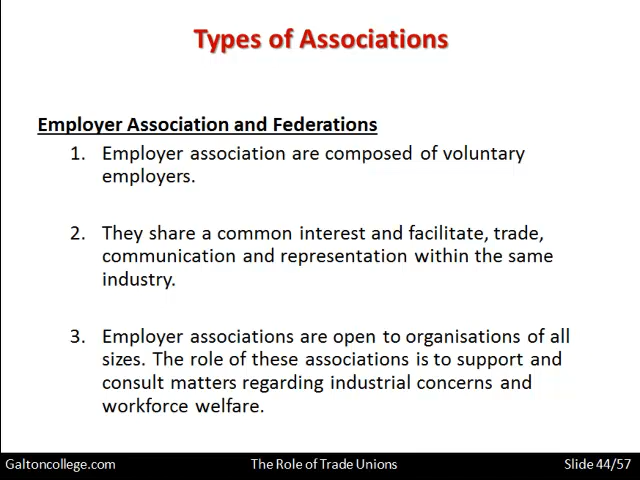 Types of Associations
Employer Association and Federations
1. Employer association are composed of voluntary
employers.
2. They share a common interest and facilitate, trade,
communication and representation within the same
industry.
3. Employer associations are open to organisations of all
sizes. The role of these associations is to support and
consult matters regarding industrial concerns and
workforce welfare.
Galtoncollege.com The Role of Trade Unions Slide 44/57